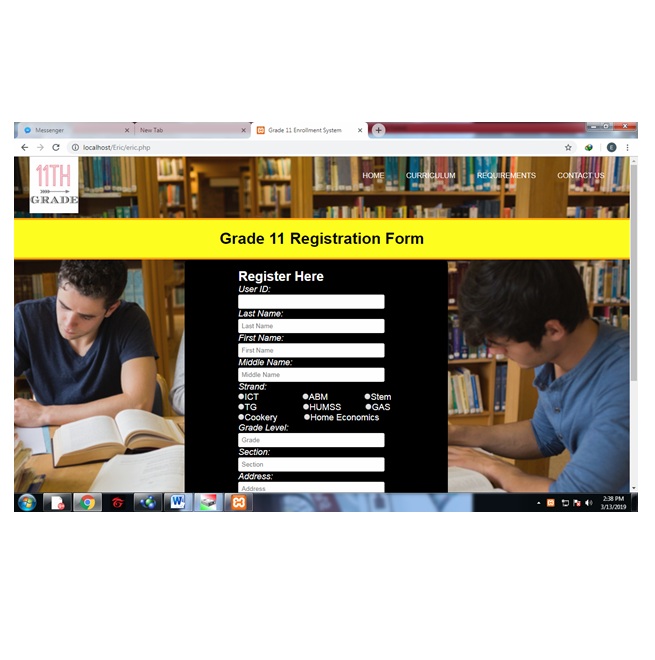 Messenger
New Tab
Grade 11 Enrollment System
localhost/Eric/eric.php
E
11TH
GRADE
HOME CURRICULUM REQUIREMENTS CONTACT US
Grade 11 Registration Form
Register Here
User ID:
Last Name:
Last Name
First Name:
First Name
Middle Name:
Middle Name
Strand:
ICT ABM Stem
TG HUMSS GAS
Cookery Home Economics
Grade Level:
Grade
Section:
Section
Address:
Address
2:38 PM
3/13/2019